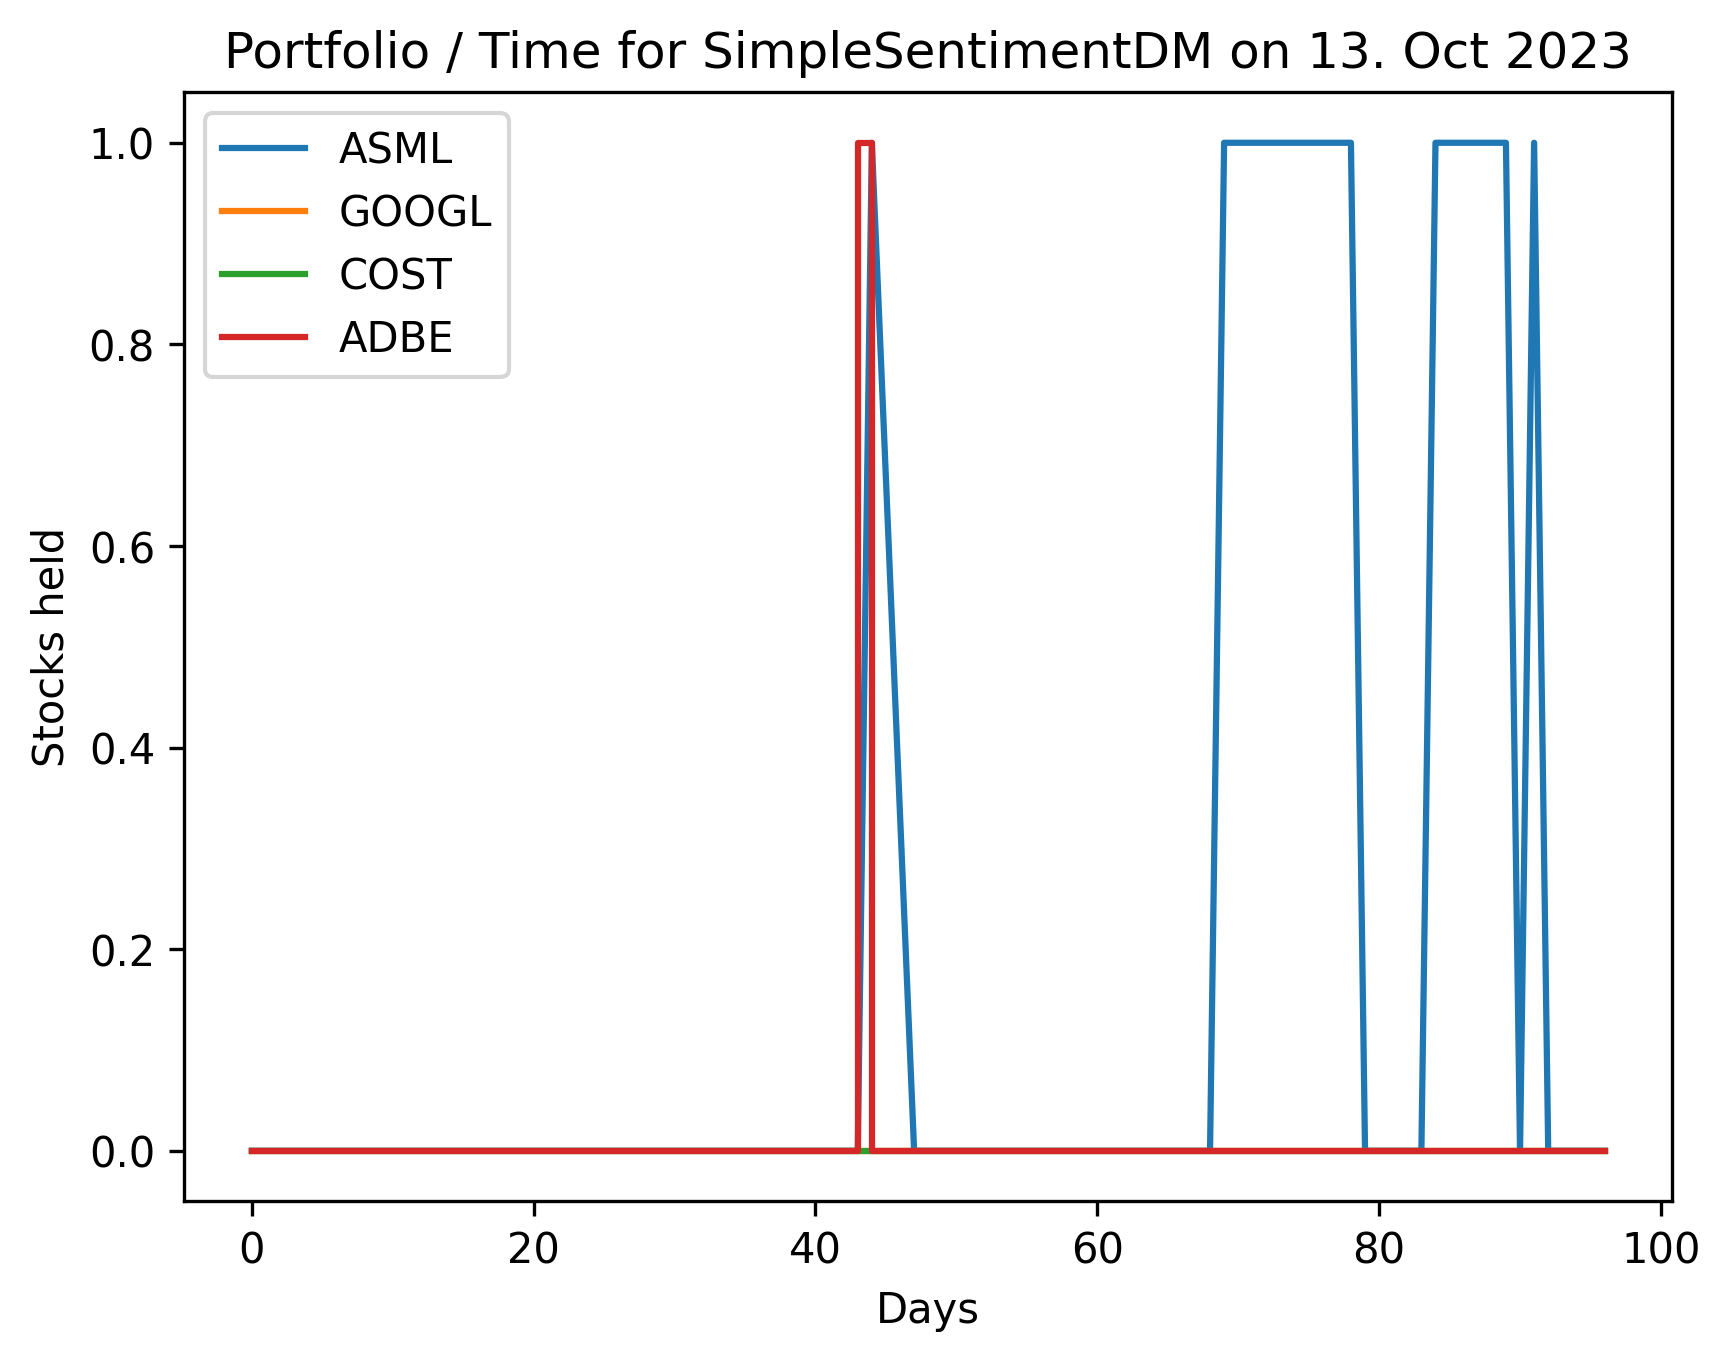 Portfolio / Time for SimpleSentimentDM on 13. Oct 2023
ASML
GOOGL
COST
ADBE
Stocks held
1.0
0.8
0.6
0.4
0.2
0.0
0 20 40 60 80 100
Days